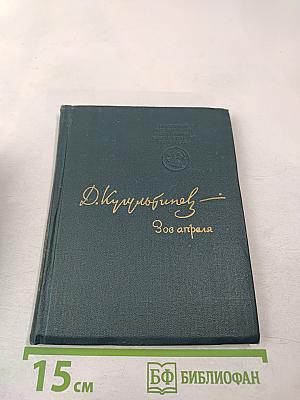 Д. Кугультинов
Зов апреля
15 см
БФ БИБЛИОФАН